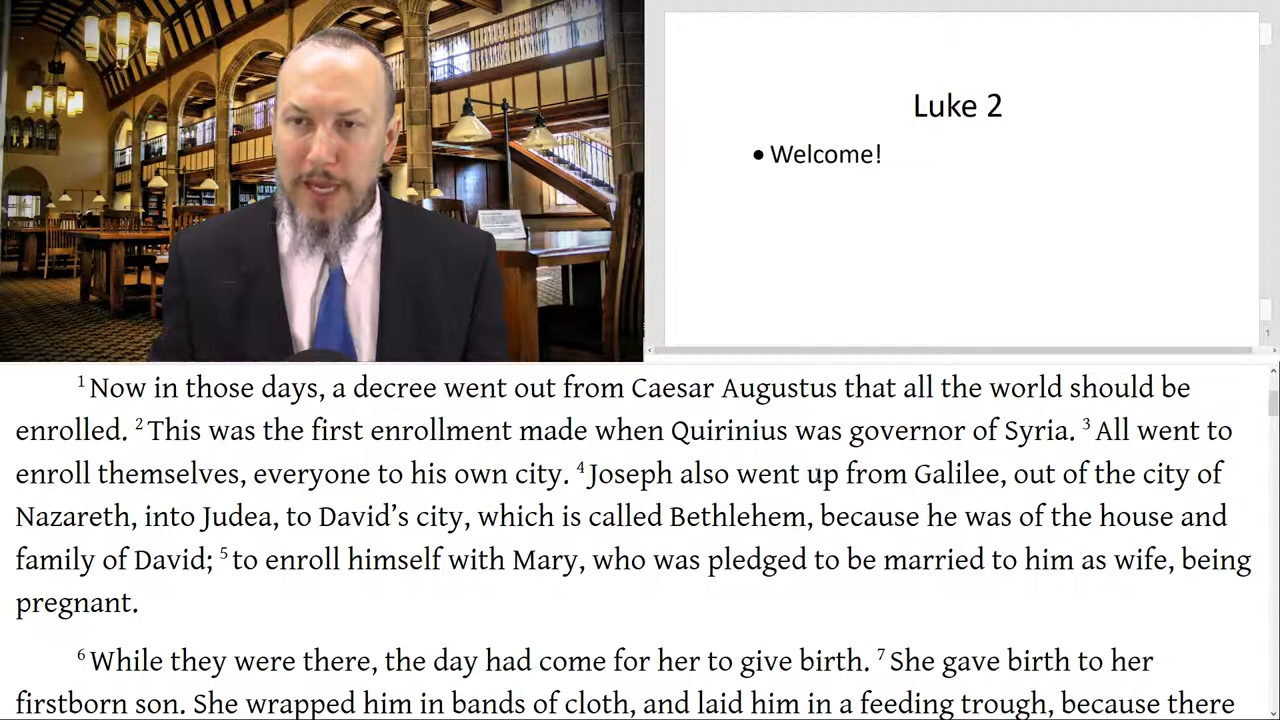 Luke 2
• Welcome!
1
1 Now in those days, a decree went out from Caesar Augustus that all the world should be
enrolled. 2 This was the first enrollment made when Quirinius was governor of Syria. 3 All went to
enroll themselves, everyone to his own city. 4 Joseph also went up from Galilee, out of the city of
Nazareth, into Judea, to David’s city, which is called Bethlehem, because he was of the house and
family of David; 5 to enroll himself with Mary, who was pledged to be married to him as wife, being
pregnant.
6 While they were there, the day had come for her to give birth. 7 She gave birth to her
firstborn son. She wrapped him in bands of cloth, and laid him in a feeding trough, because there